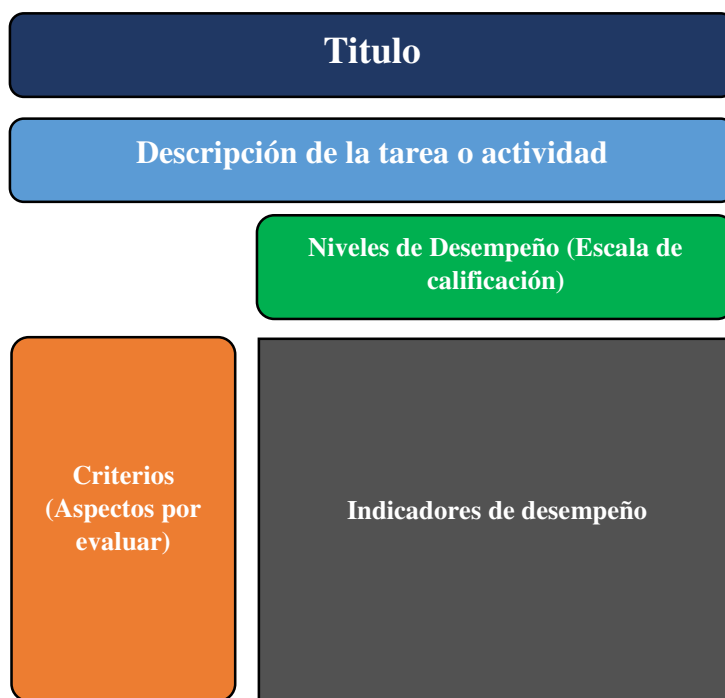 Titulo
Descripción de la tarea o actividad
Niveles de Desempeño (Escala de
calificación)
Criterios
(Aspectos por
evaluar)
Indicadores de desempeño